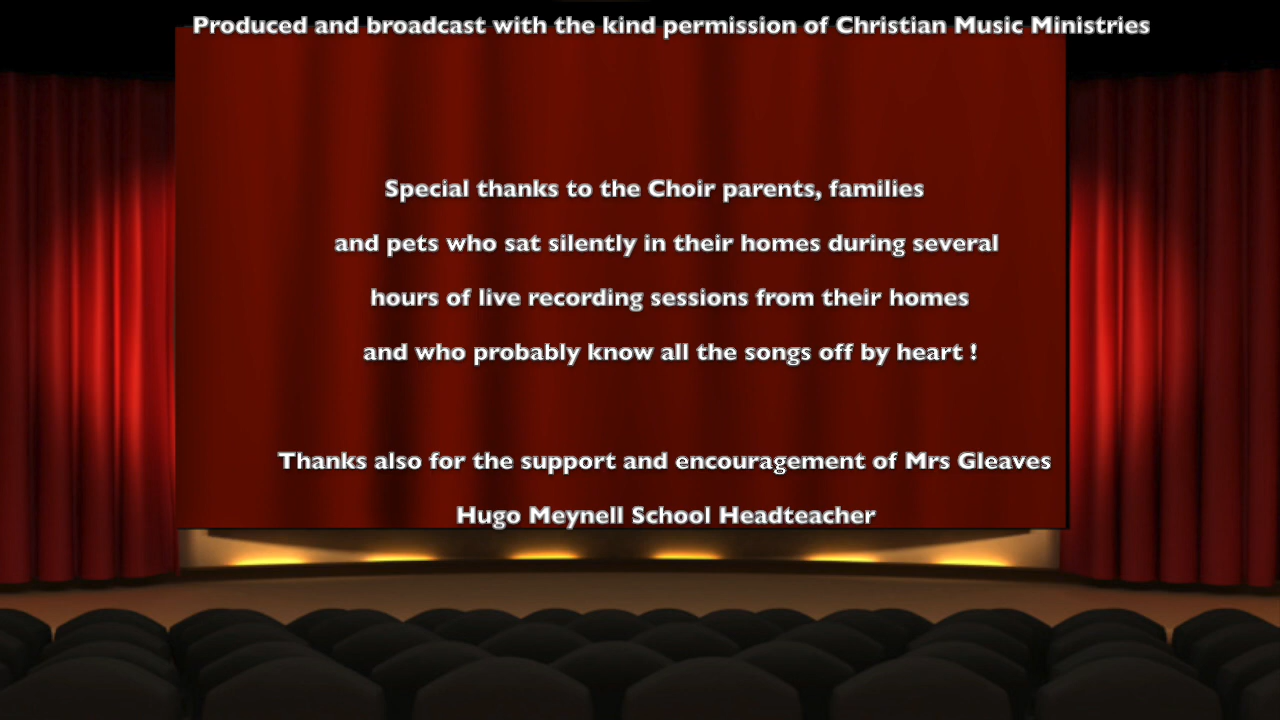 Produced and broadcast with the kind permission of Christian Music Ministries
Special thanks to the Choir parents, families
and pets who sat silently in their homes during several
hours of live recording sessions from their homes
and who probably know all the songs off by heart !
Thanks also for the support and encouragement of Mrs Gleaves
Hugo Meynell School Headteacher